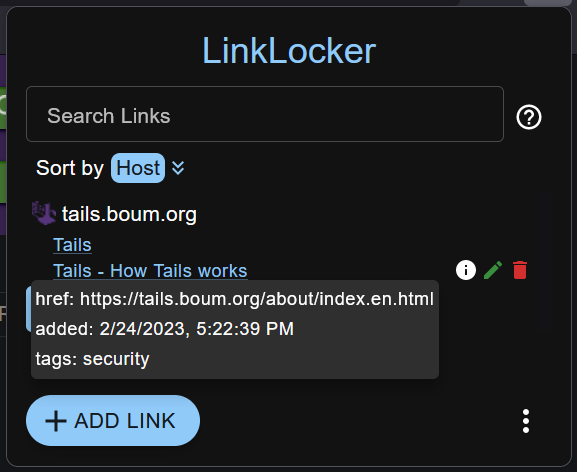 LinkLocker
Search Links
Sort by Host
tails.boum.org
Tails
Tails - How Tails works
href: https://tails.boum.org/about/index.en.html
added: 2/24/2023, 5:22:39 PM
tags: security
ADD LINK